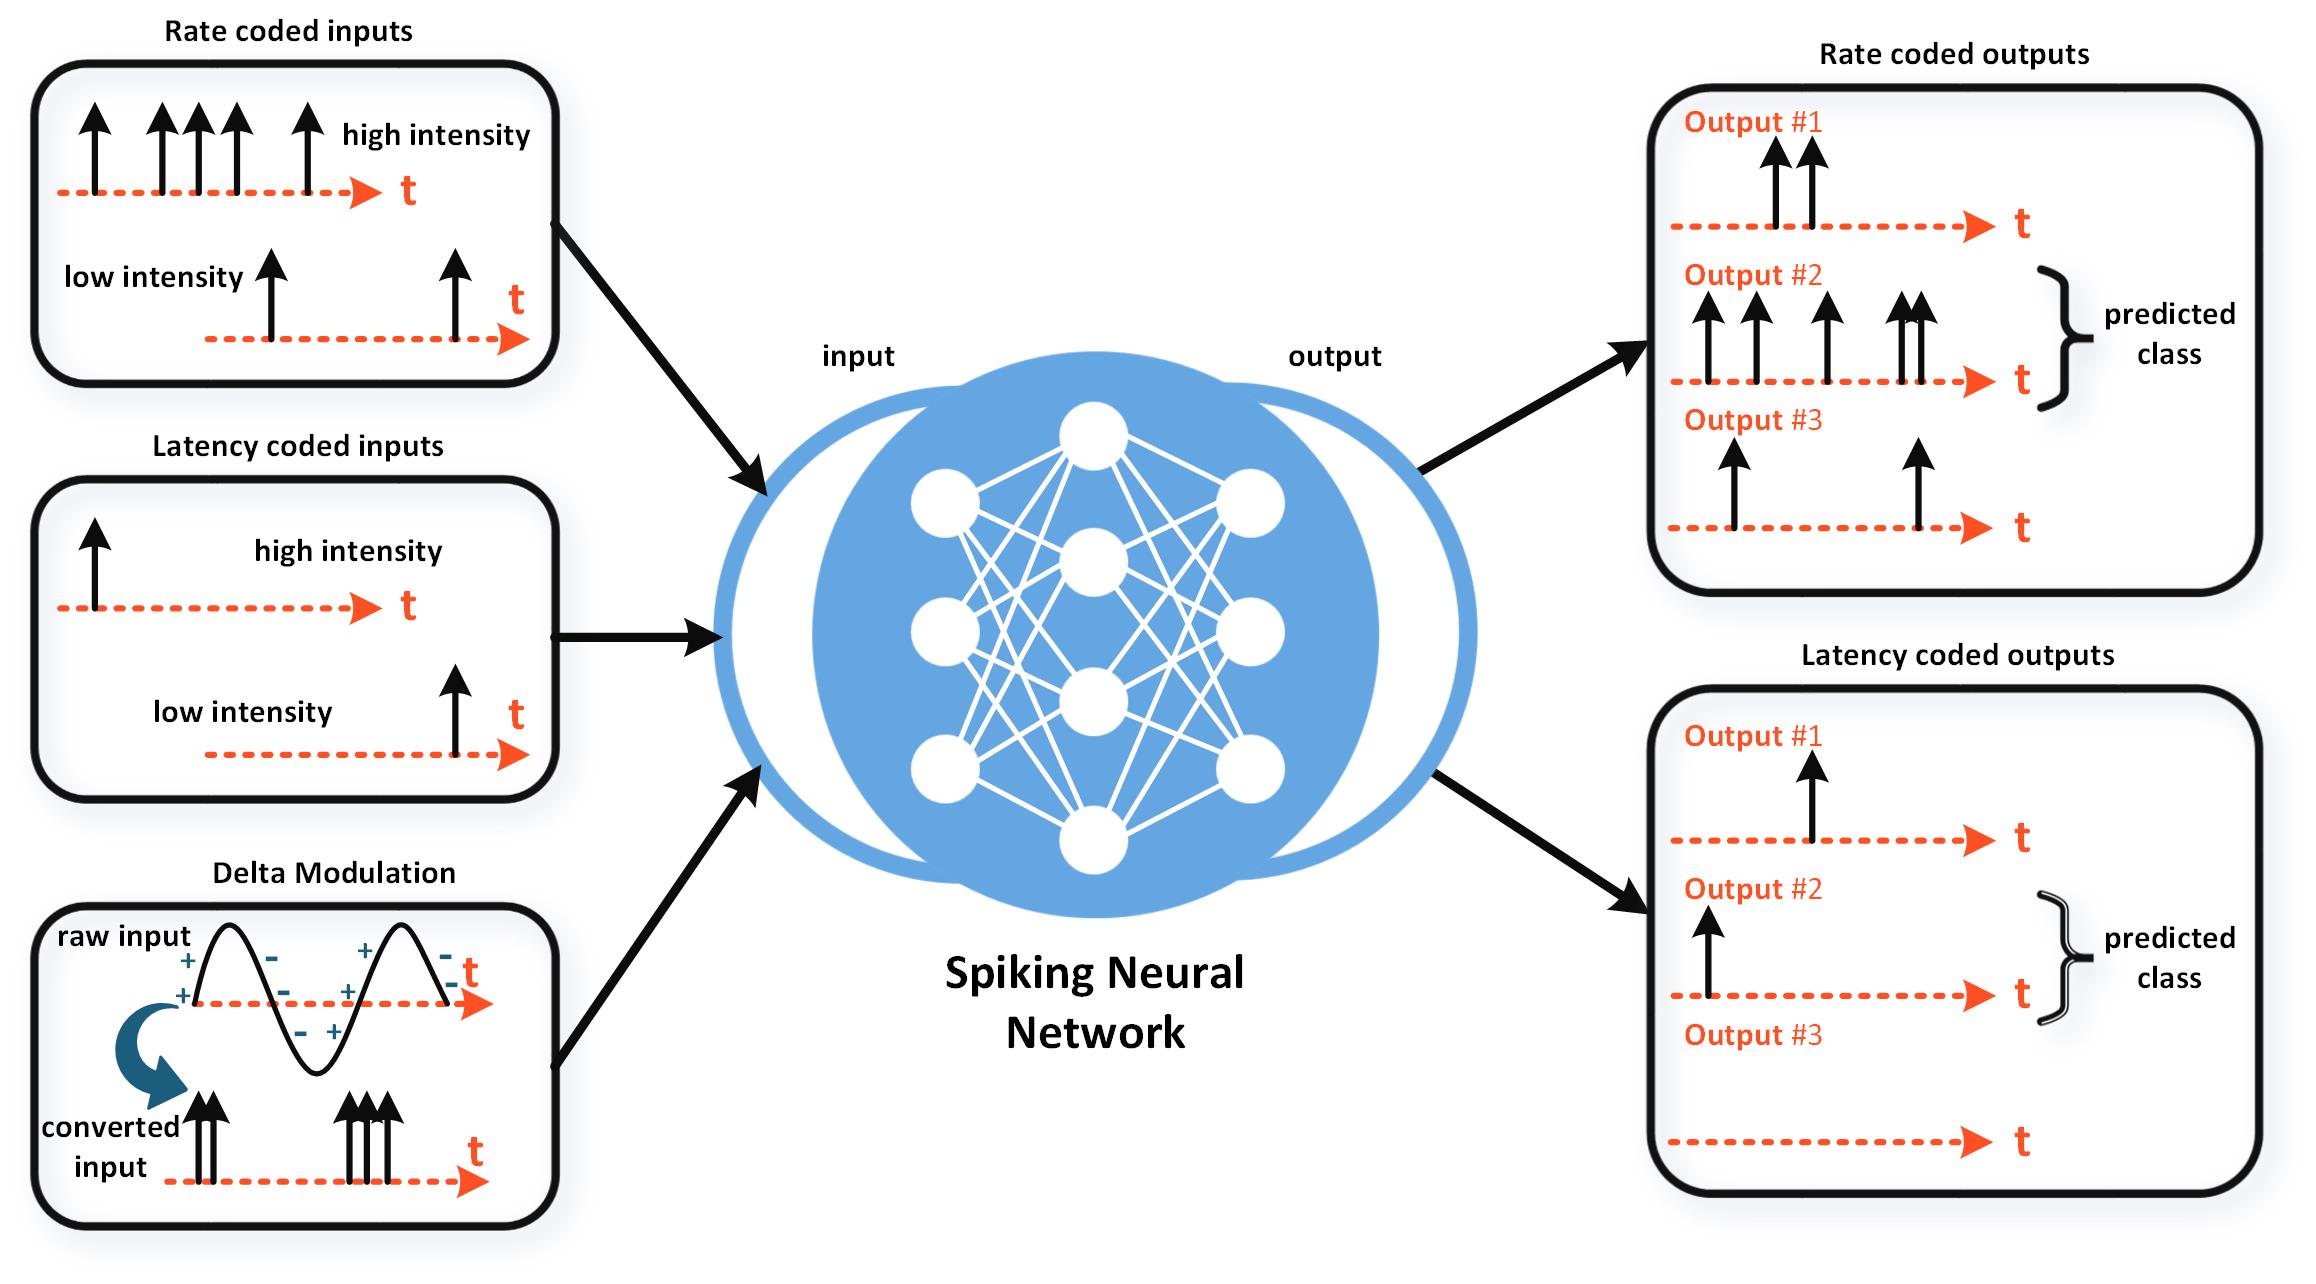 Rate coded inputs
high intensity
t
low intensity
t
Latency coded inputs
high intensity
t
low intensity
t
Delta Modulation
raw input
+
+
-
-
-
+
+
+
-
-
t
converted
input
t
input
output
Spiking Neural
Network
Rate coded outputs
Output #1
t
Output #2
t
predicted
class
Output #3
t
Latency coded outputs
Output #1
t
Output #2
t
predicted
class
Output #3
t